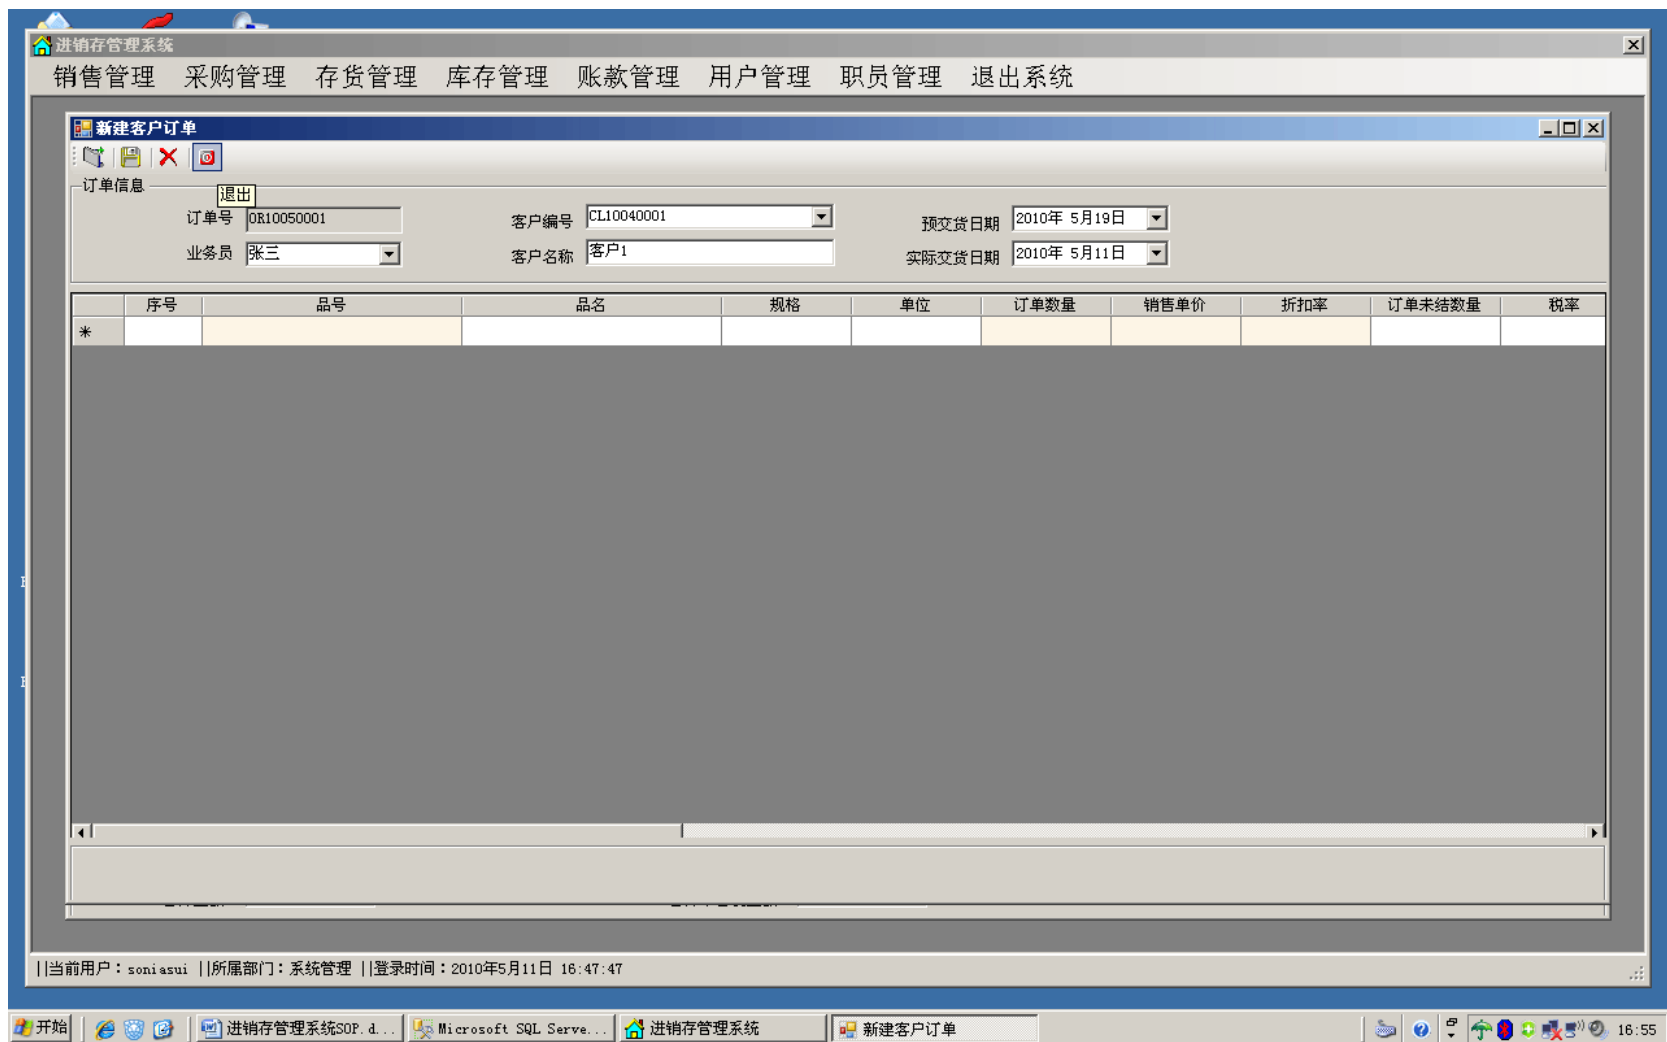 进销存管理系统
销售管理 采购管理 存货管理 库存管理 账款管理 用户管理 职员管理 退出系统
新建客户订单
订单信息
退出
订单号 OR10050001 客户编号 CL10040001 预交货日期 2010年 5月19日
业务员 张三 客户名称 客户1 实际交货日期 2010年 5月11日
序号 品号 品名 规格 单位 订单数量 销售单价 折扣率 订单未结数量 税率
*
||当前用户：soniasui ||所属部门：系统管理 ||登录时间：2010年5月11日 16:47:47
开始 进销存管理系统SOP.d... Microsoft SQL Serve... 进销存管理系统 新建客户订单 16:55